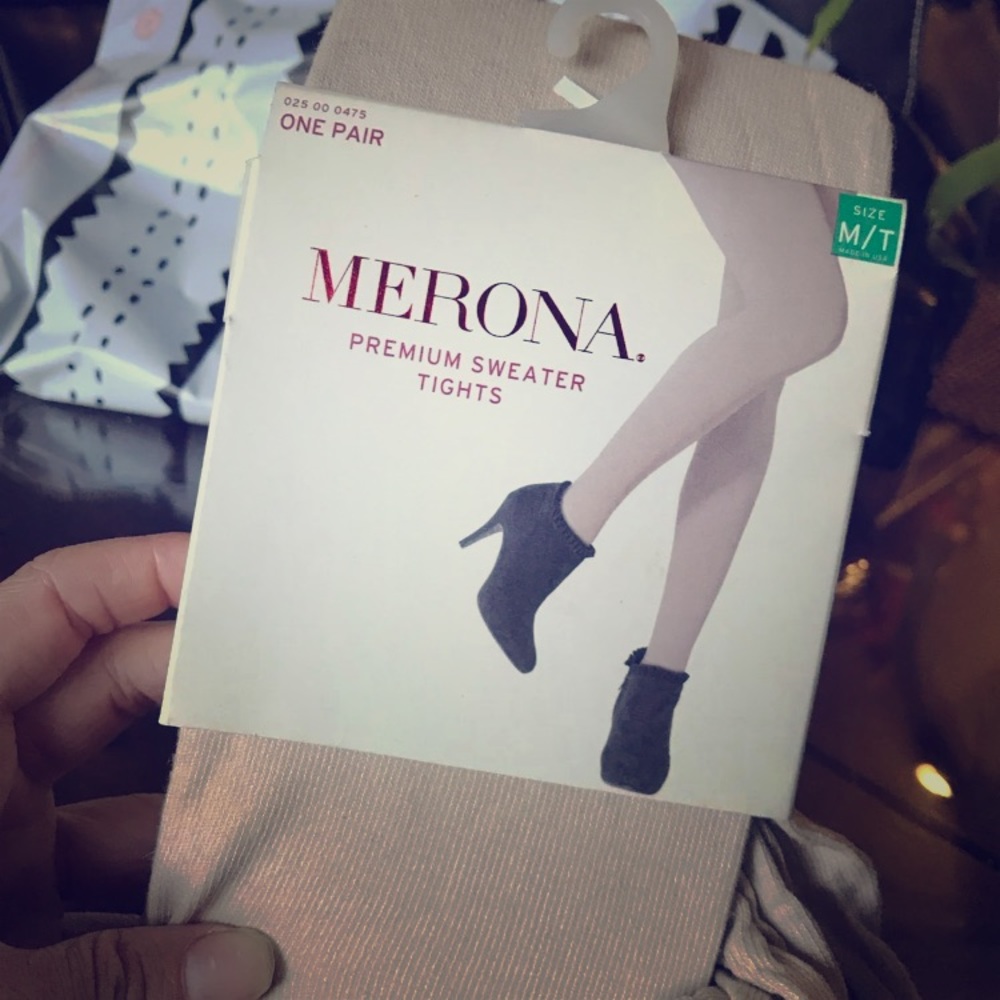 025 00 0475
ONE PAIR
SIZE
M/T
MADE IN USA
MERONA®
PREMIUM SWEATER
TIGHTS